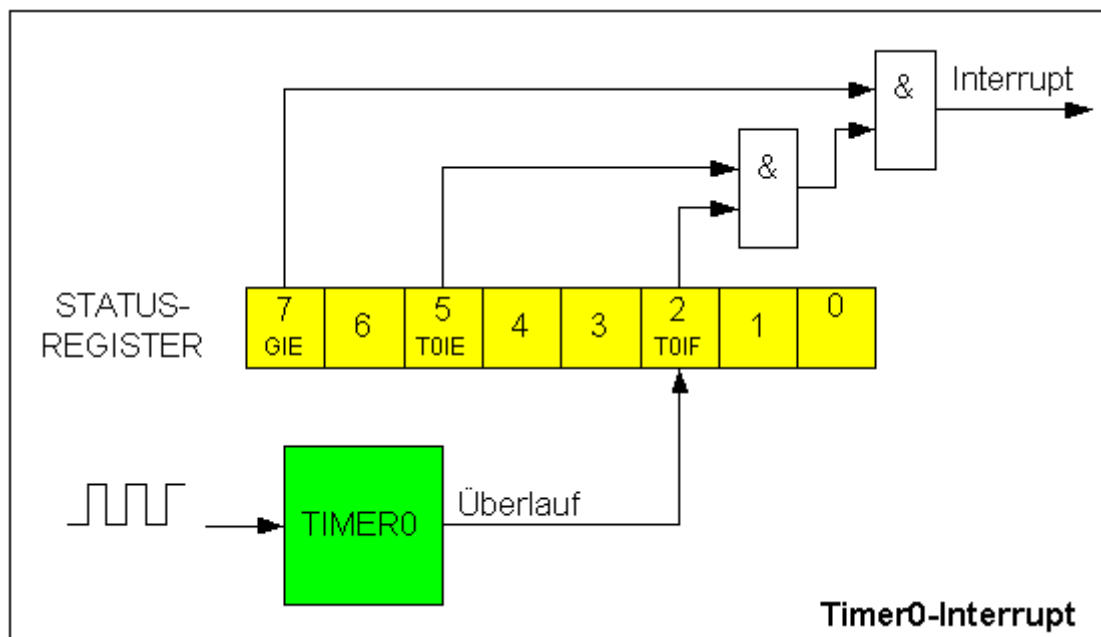 Interrupt
&
&
STATUS-
REGISTER
7
GIE
6
5
T0IE
4
3
2
T0IF
1
0
TIMER0
Überlauf
Timer0-Interrupt